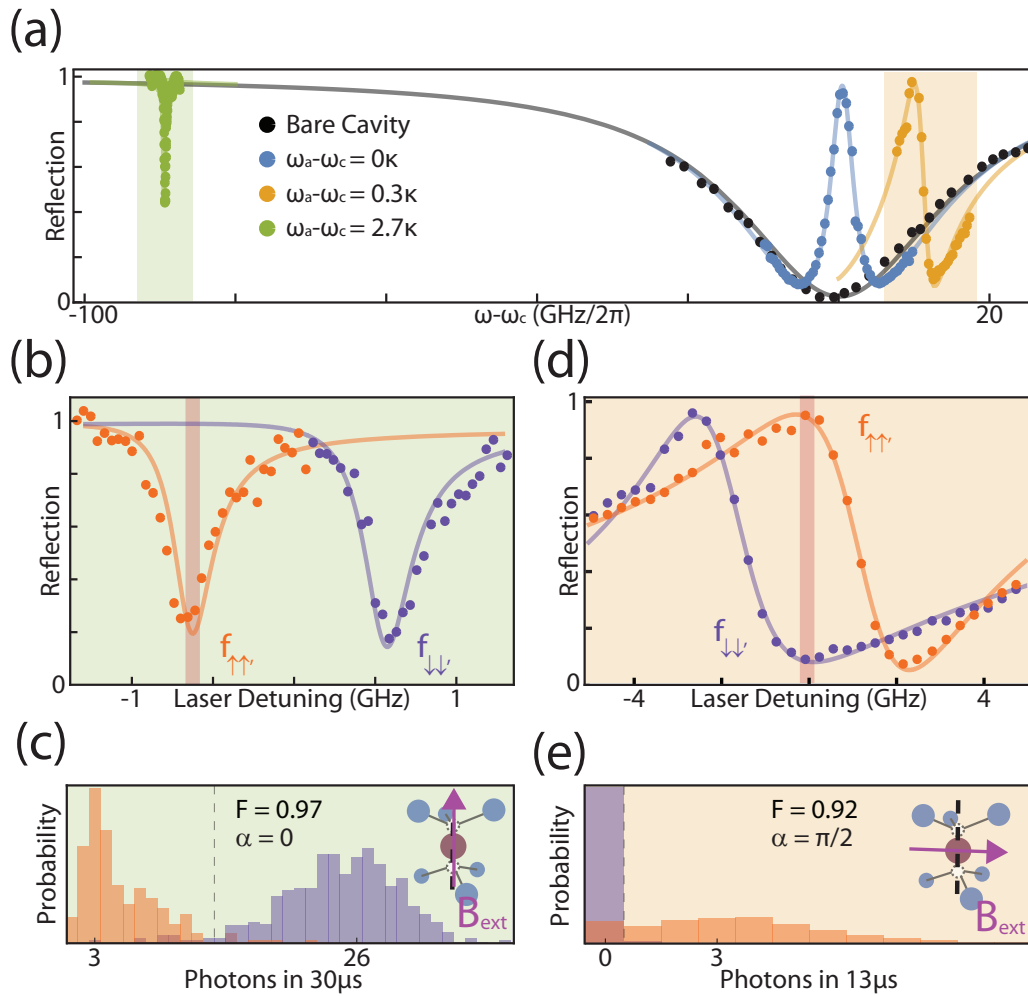 (a)
Reflection
1
0
Bare Cavity
ωa-ωc = 0κ
ωa-ωc = 0.3κ
ωa-ωc = 2.7κ
-100
ω-ωc (GHz/2π)
20
(b)
Reflection
1
0
f↑↑′
f↓↓′
-1
Laser Detuning (GHz)
1
(d)
Reflection
1
0
f↑↑′
f↓↓′
-4
Laser Detuning (GHz)
4
(c)
Probability
F = 0.97
α = 0
Bext
3
26
Photons in 30μs
(e)
Probability
F = 0.92
α = π/2
Bext
0
3
Photons in 13μs